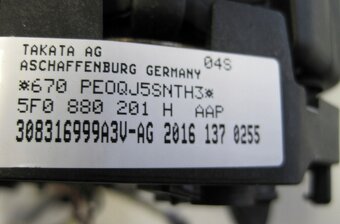 TAKATA AG
ASCHAFFENBURG GERMANY 04S
*670 PEOQJ5SNTH3*
5F0 880 201 H AAP
308316999A3V-AG 2016 137 0255